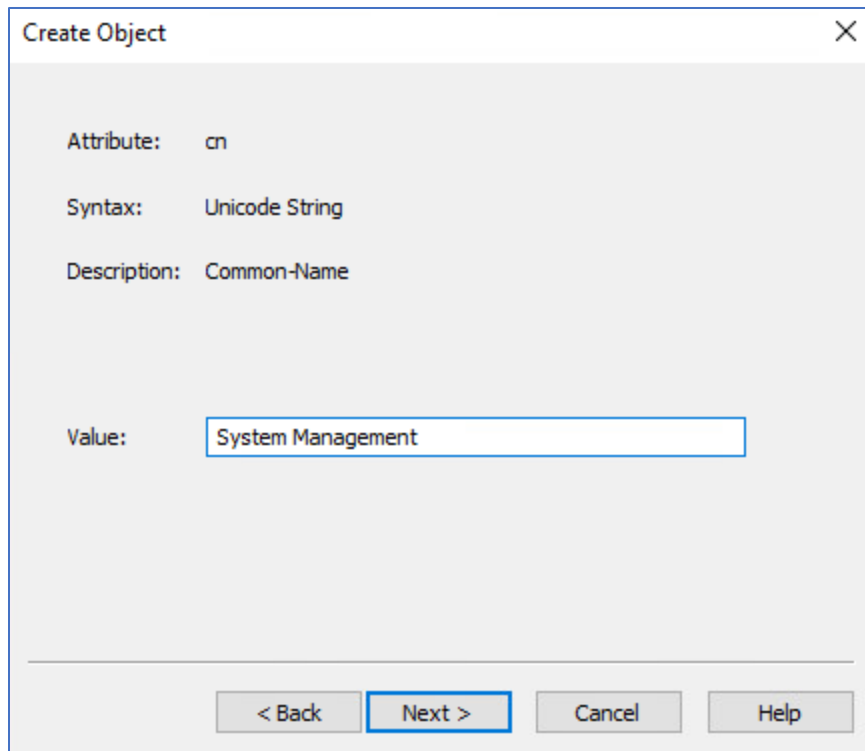 Create Object
Attribute: cn
Syntax: Unicode String
Description: Common-Name
Value: System Management
< Back Next > Cancel Help